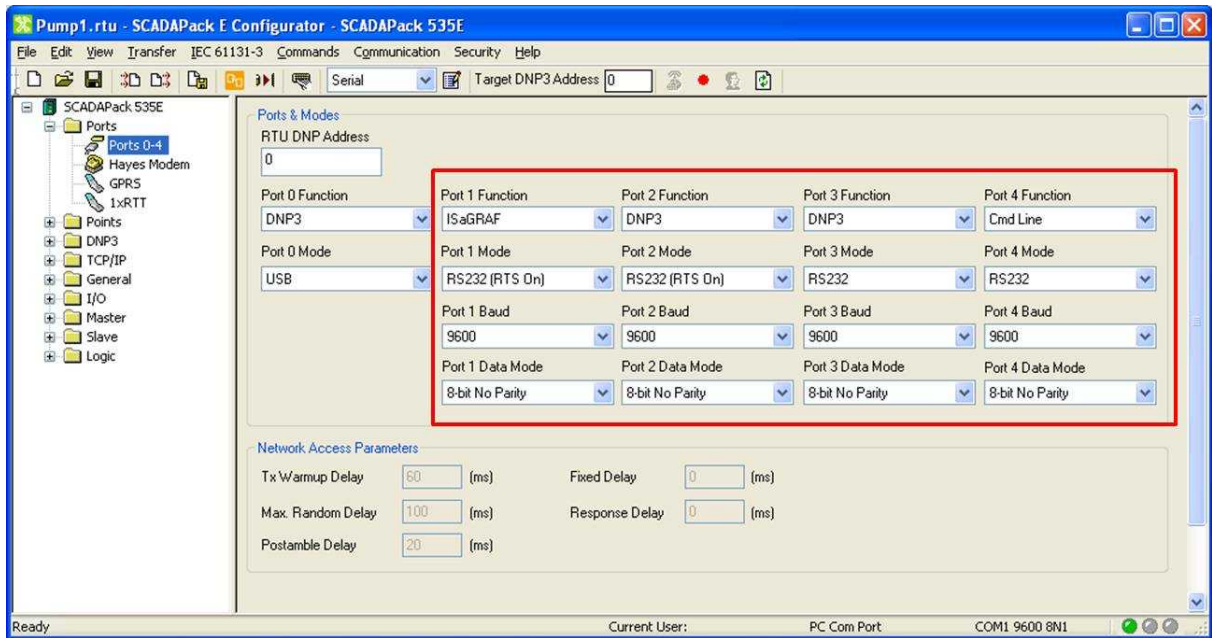 Pump1.rtu - SCADAPack E Configurator - SCADAPack 535E
File Edit View Transfer IEC 61131-3 Commands Communication Security Help
Serial Target DNP3 Address 0
SCADAPack 535E
Ports
Ports 0-4
Hayes Modem
GPRS
1xRTT
Points
DNP3
TCP/IP
General
I/O
Master
Slave
Logic
Ports & Modes
RTU DNP Address
0
Port 0 Function Port 1 Function Port 2 Function Port 3 Function Port 4 Function
DNP3 ISaGRAF DNP3 DNP3 Cmd Line
Port 0 Mode Port 1 Mode Port 2 Mode Port 3 Mode Port 4 Mode
USB RS232 (RTS On) RS232 (RTS On) RS232 RS232
Port 1 Baud Port 2 Baud Port 3 Baud Port 4 Baud
9600 9600 9600 9600
Port 1 Data Mode Port 2 Data Mode Port 3 Data Mode Port 4 Data Mode
8-bit No Parity 8-bit No Parity 8-bit No Parity 8-bit No Parity
Network Access Parameters
Tx Warmup Delay 60 (ms) Fixed Delay 0 (ms)
Max. Random Delay 100 (ms) Response Delay 0 (ms)
Postamble Delay 20 (ms)
Ready Current User: PC Com Port COM1 9600 8N1